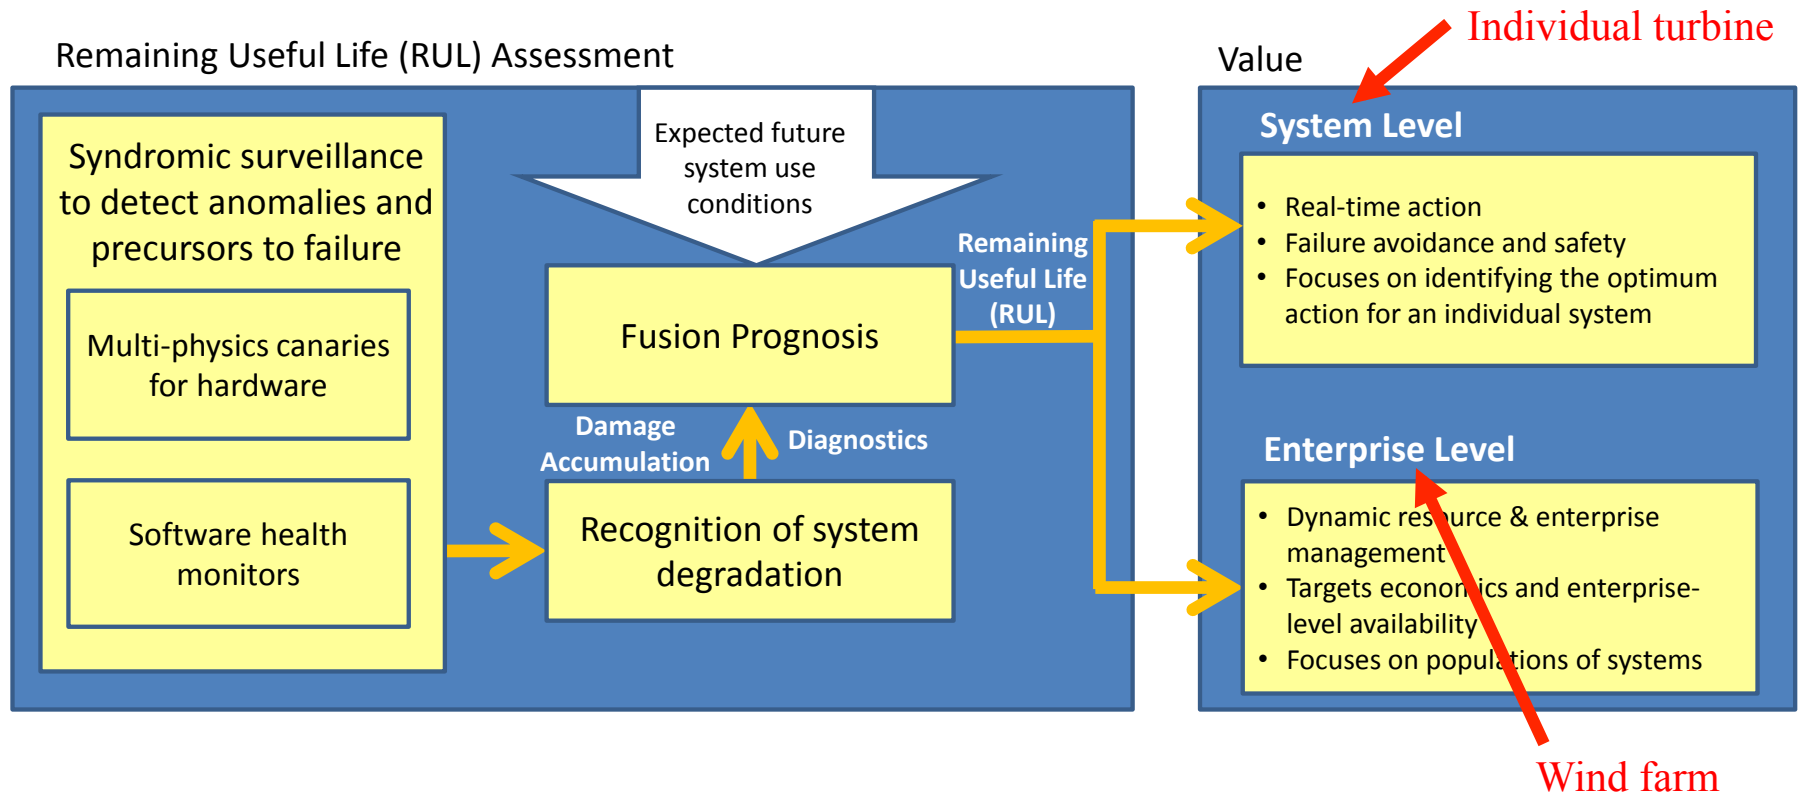 Individual turbine
Remaining Useful Life (RUL) Assessment
Value
Syndromic surveillance
to detect anomalies and
precursors to failure
Multi-physics canaries
for hardware
Software health
monitors
Expected future
system use
conditions
Fusion Prognosis
Damage
Accumulation
Diagnostics
Recognition of system
degradation
Remaining
Useful Life
(RUL)
System Level
• Real-time action
• Failure avoidance and safety
• Focuses on identifying the optimum
action for an individual system
Enterprise Level
• Dynamic resource & enterprise
management
• Targets economics and enterprise-
level availability
• Focuses on populations of systems
Wind farm